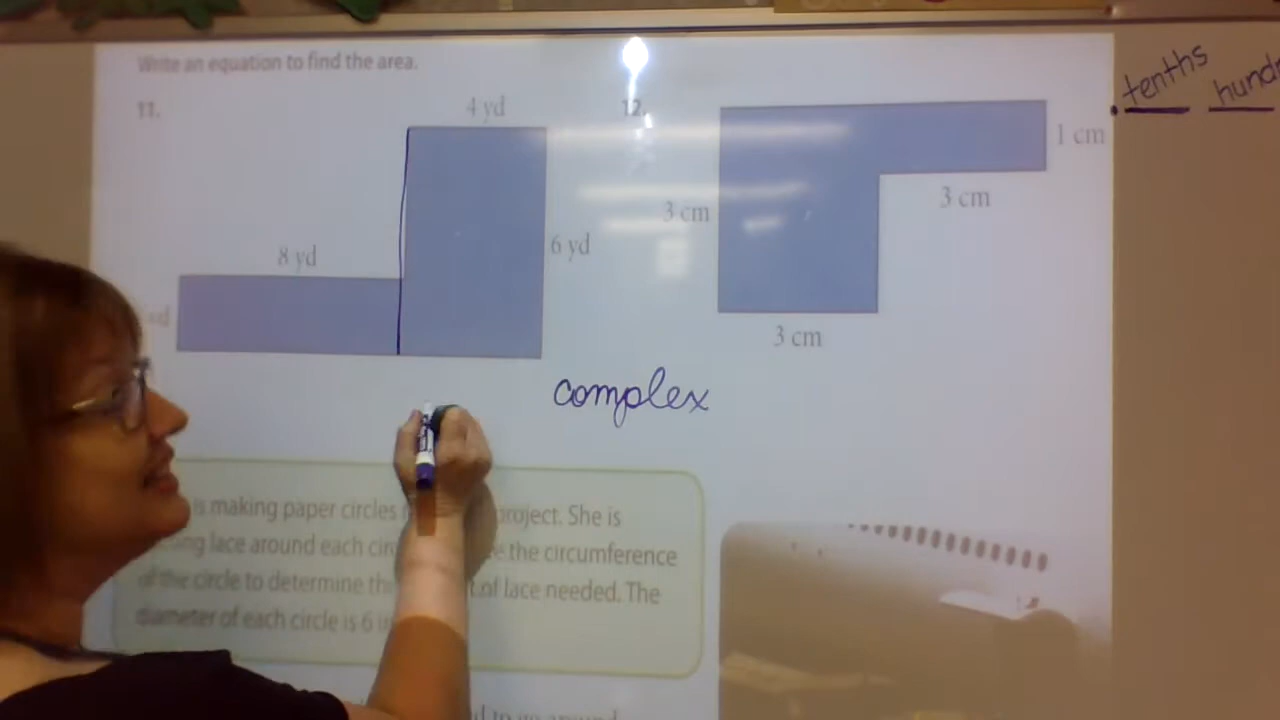 Write an equation to find the area.
11.
4 yd
8 yd
6 yd
12.
1 cm
3 cm
3 cm
3 cm
complex
. tenths hund
is making paper circles project. She is
lace around each the circumference
of the circle to determine of lace needed. The
diameter of each circle is 6